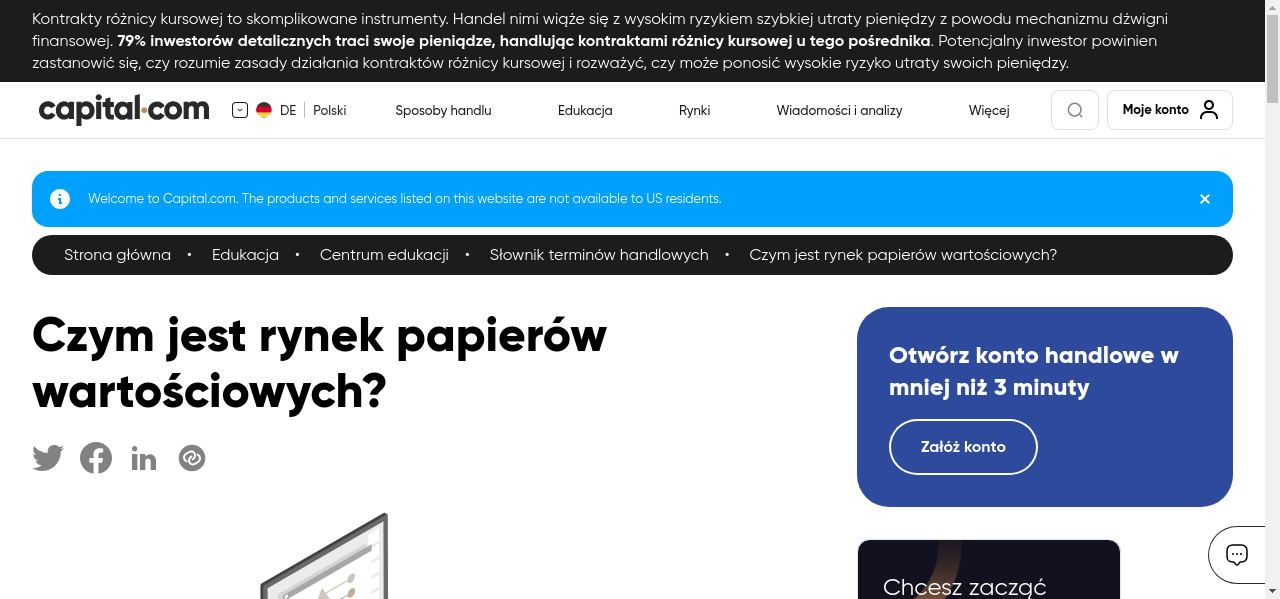 Kontrakty różnicy kursowej to skomplikowane instrumenty. Handel nimi wiąże się z wysokim ryzykiem szybkiej utraty pieniędzy z powodu mechanizmu dźwigni
finansowej. 79% inwestorów detalicznych traci swoje pieniądze, handlując kontraktami różnicy kursowej u tego pośrednika. Potencjalny inwestor powinien
zastanowić się, czy rozumie zasady działania kontraktów różnicy kursowej i rozważyć, czy może ponosić wysokie ryzyko utraty swoich pieniędzy.
capital.com DE Polski Sposoby handlu Edukacja Rynki Wiadomości i analizy Więcej Moje konto
Welcome to Capital.com. The products and services listed on this website are not available to US residents.
Strona główna • Edukacja • Centrum edukacji • Słownik terminów handlowych • Czym jest rynek papierów wartościowych?
Czym jest rynek papierów
wartościowych?
Otwórz konto handlowe w
mniej niż 3 minuty
Załóż konto
Chcesz zacząć